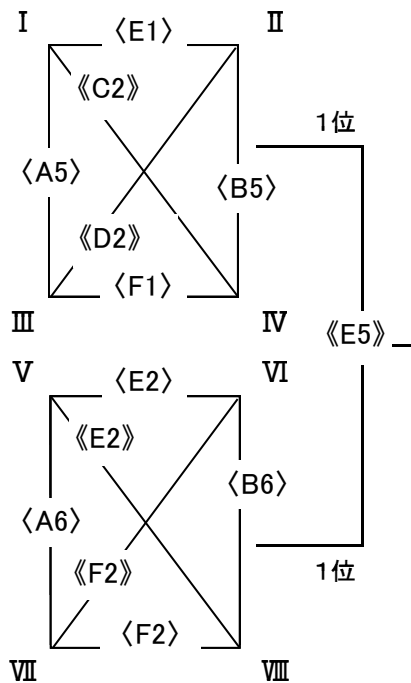 Ⅰ 〈E1〉 Ⅱ
《C2》
1位
〈A5〉 〈B5〉
《D2》
〈F1〉
Ⅲ Ⅳ
《E5》
Ⅴ 〈E2〉 Ⅵ
《E2》
〈B6〉
〈A6〉
《F2》 1位
〈F2〉
Ⅶ Ⅷ